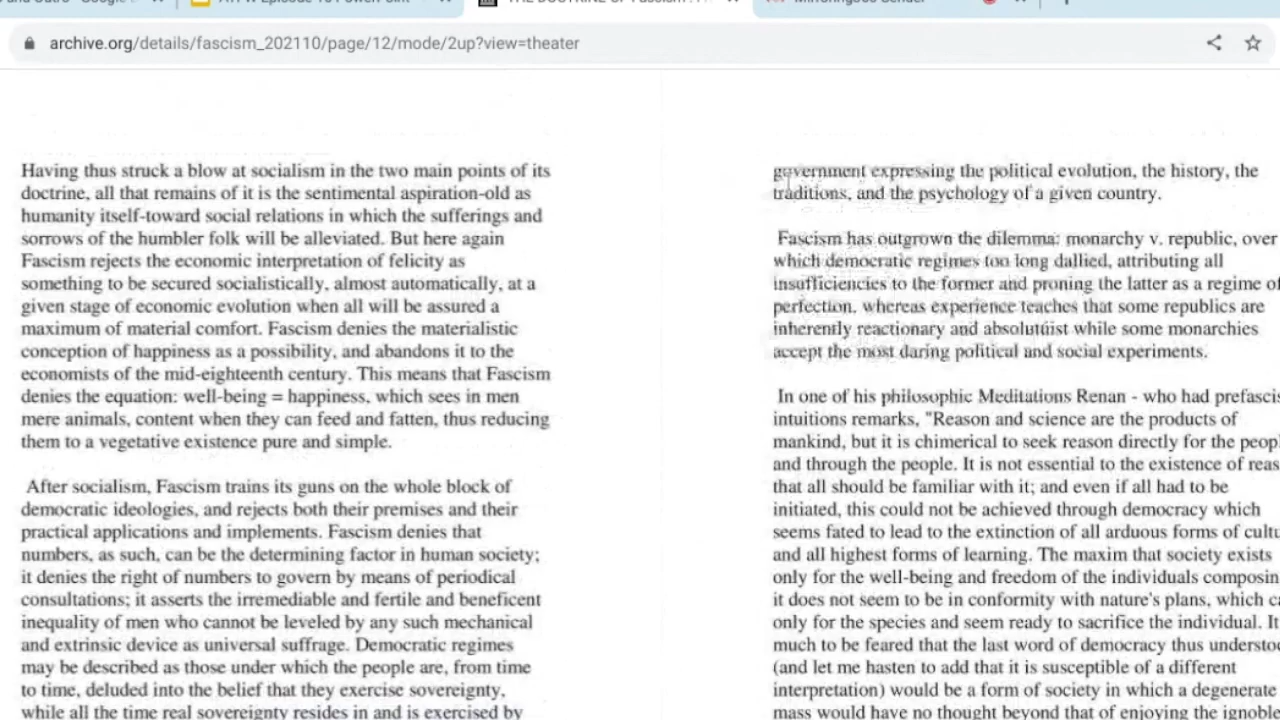 archive.org/details/fascism_202110/page/12/mode/2up?view=theater
Having thus struck a blow at socialism in the two main points of its
doctrine, all that remains of it is the sentimental aspiration-old as
humanity itself-toward social relations in which the sufferings and
sorrows of the humbler folk will be alleviated. But here again
Fascism rejects the economic interpretation of felicity as
something to be secured socialistically, almost automatically, at a
given stage of economic evolution when all will be assured a
maximum of material comfort. Fascism denies the materialistic
conception of happiness as a possibility, and abandons it to the
economists of the mid-eighteenth century. This means that Fascism
denies the equation: well-being = happiness, which sees in men
mere animals, content when they can feed and fatten, thus reducing
them to a vegetative existence pure and simple.
After socialism, Fascism trains its guns on the whole block of
democratic ideologies, and rejects both their premises and their
practical applications and implements. Fascism denies that
numbers, as such, can be the determining factor in human society;
it denies the right of numbers to govern by means of periodical
consultations; it asserts the irremediable and fertile and beneficent
inequality of men who cannot be leveled by any such mechanical
and extrinsic device as universal suffrage. Democratic regimes
may be described as those under which the people are, from time
to time, deluded into the belief that they exercise sovereignty,
while all the time real sovereignty resides in and is exercised by
government expressing the political evolution, the history, the
traditions, and the psychology of a given country.
Fascism has outgrown the dilemma: monarchy v. republic, over
which democratic regimes too long dallied, attributing all
insufficiencies to the former and proning the latter as a regime of
perfection, whereas experience teaches that some republics are
inherently reactionary and absolutist while some monarchies
accept the most daring political and social experiments.
In one of his philosophic Meditations Renan - who had prefascis
intuitions remarks, "Reason and science are the products of
mankind, but it is chimerical to seek reason directly for the peopl
and through the people. It is not essential to the existence of reas
that all should be familiar with it; and even if all had to be
initiated, this could not be achieved through democracy which
seems fated to lead to the extinction of all arduous forms of cultu
and all highest forms of learning. The maxim that society exists
only for the well-being and freedom of the individuals composin
it does not seem to be in conformity with nature's plans, which ca
only for the species and seem ready to sacrifice the individual. It
much to be feared that the last word of democracy thus understoo
(and let me hasten to add that it is susceptible of a different
interpretation) would be a form of society in which a degenerate
mass would have no thought beyond that of enjoying the ignoble